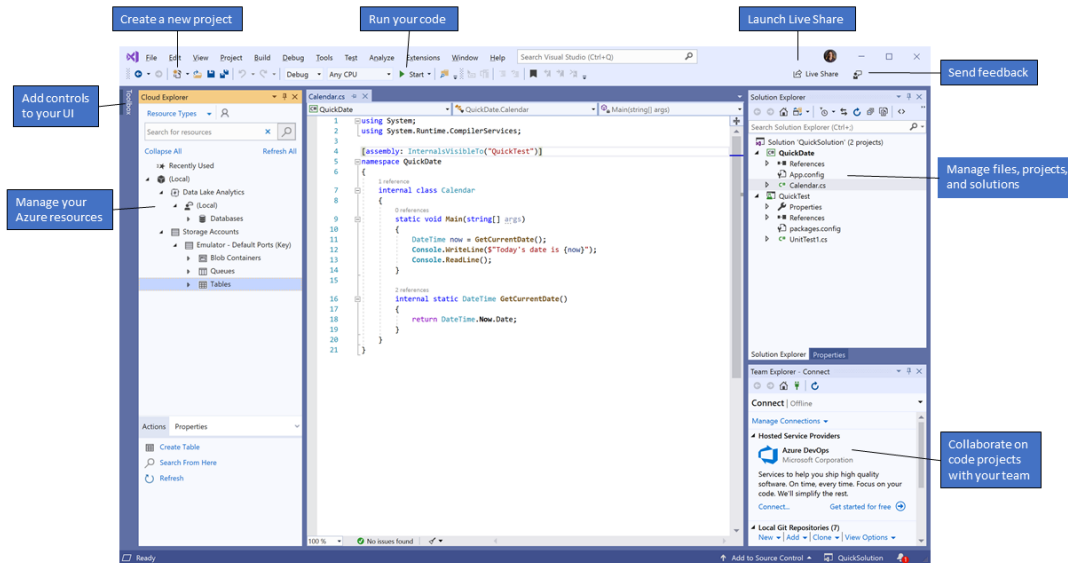 Create a new project
Run your code
Launch Live Share
File Edit View Project Build Debug Tools Test Analyze Extensions Window Help Search Visual Studio (Ctrl+Q)
Debug Any CPU Start Live Share
Send feedback
Add controls
to your UI
Toolbox
Cloud Explorer
Resource Types
Search for resources
Collapse All Refresh All
Recently Used
(Local)
Data Lake Analytics
(Local)
Databases
Storage Accounts
Emulator - Default Ports (Key)
Blob Containers
Queues
Tables
Manage your
Azure resources
Actions Properties
Create Table
Search From Here
Refresh
Calendar.cs
QuickDate QuickDate.Calendar Main(string[] args)
1 using System;
2 using System.Runtime.CompilerServices;
3
4 [assembly: InternalsVisibleTo("QuickTest")]
5 namespace QuickDate
6 {
1 reference
7 internal class Calendar
8 {
0 references
9 static void Main(string[] args)
10 {
11 DateTime now = GetCurrentDate();
12 Console.WriteLine($"Today's date is {now}");
13 Console.ReadLine();
14 }
15
2 references
16 internal static DateTime GetCurrentDate()
17 {
18 return DateTime.Now.Date;
19 }
20 }
21 }
100 % No issues found
Solution Explorer
Search Solution Explorer (Ctrl+;)
Solution 'QuickSolution' (2 projects)
QuickDate
References
App.config
Calendar.cs
QuickTest
Properties
References
packages.config
UnitTest1.cs
Manage files, projects,
and solutions
Solution Explorer Properties
Team Explorer - Connect
Connect | Offline
Manage Connections
Hosted Service Providers
Azure DevOps
Microsoft Corporation
Services to help you ship high quality
software. On time, every time. Focus on your
code. We'll simplify the rest.
Connect... Get started for free
Local Git Repositories (7)
New Add Clone View Options
Collaborate on
code projects
with your team
Ready Add to Source Control QuickSolution 1